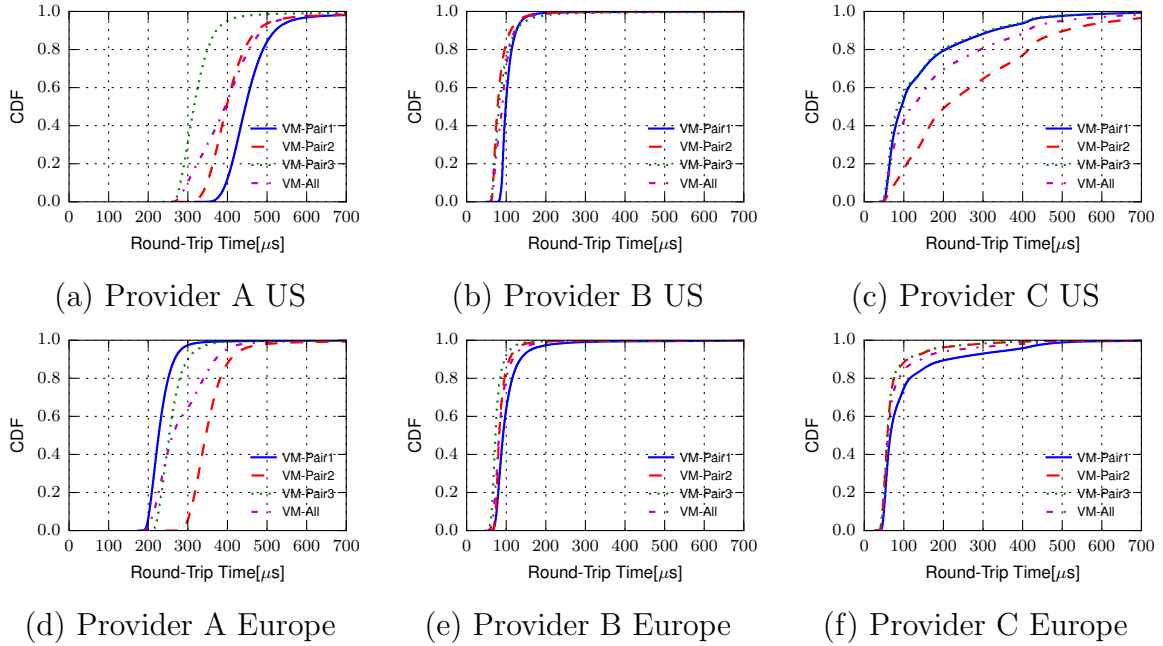 1.0
0.8
0.6
0.4
0.2
0.0
CDF
VM-Pair1
VM-Pair2
VM-Pair3
VM-All
0 100 200 300 400 500 600 700
Round-Trip Time[μs]
(a) Provider A US
1.0
0.8
0.6
0.4
0.2
0.0
CDF
VM-Pair1
VM-Pair2
VM-Pair3
VM-All
0 100 200 300 400 500 600 700
Round-Trip Time[μs]
(b) Provider B US
1.0
0.8
0.6
0.4
0.2
0.0
CDF
VM-Pair1
VM-Pair2
VM-Pair3
VM-All
0 100 200 300 400 500 600 700
Round-Trip Time[μs]
(c) Provider C US
1.0
0.8
0.6
0.4
0.2
0.0
CDF
VM-Pair1
VM-Pair2
VM-Pair3
VM-All
0 100 200 300 400 500 600 700
Round-Trip Time[μs]
(d) Provider A Europe
1.0
0.8
0.6
0.4
0.2
0.0
CDF
VM-Pair1
VM-Pair2
VM-Pair3
VM-All
0 100 200 300 400 500 600 700
Round-Trip Time[μs]
(e) Provider B Europe
1.0
0.8
0.6
0.4
0.2
0.0
CDF
VM-Pair1
VM-Pair2
VM-Pair3
VM-All
0 100 200 300 400 500 600 700
Round-Trip Time[μs]
(f) Provider C Europe